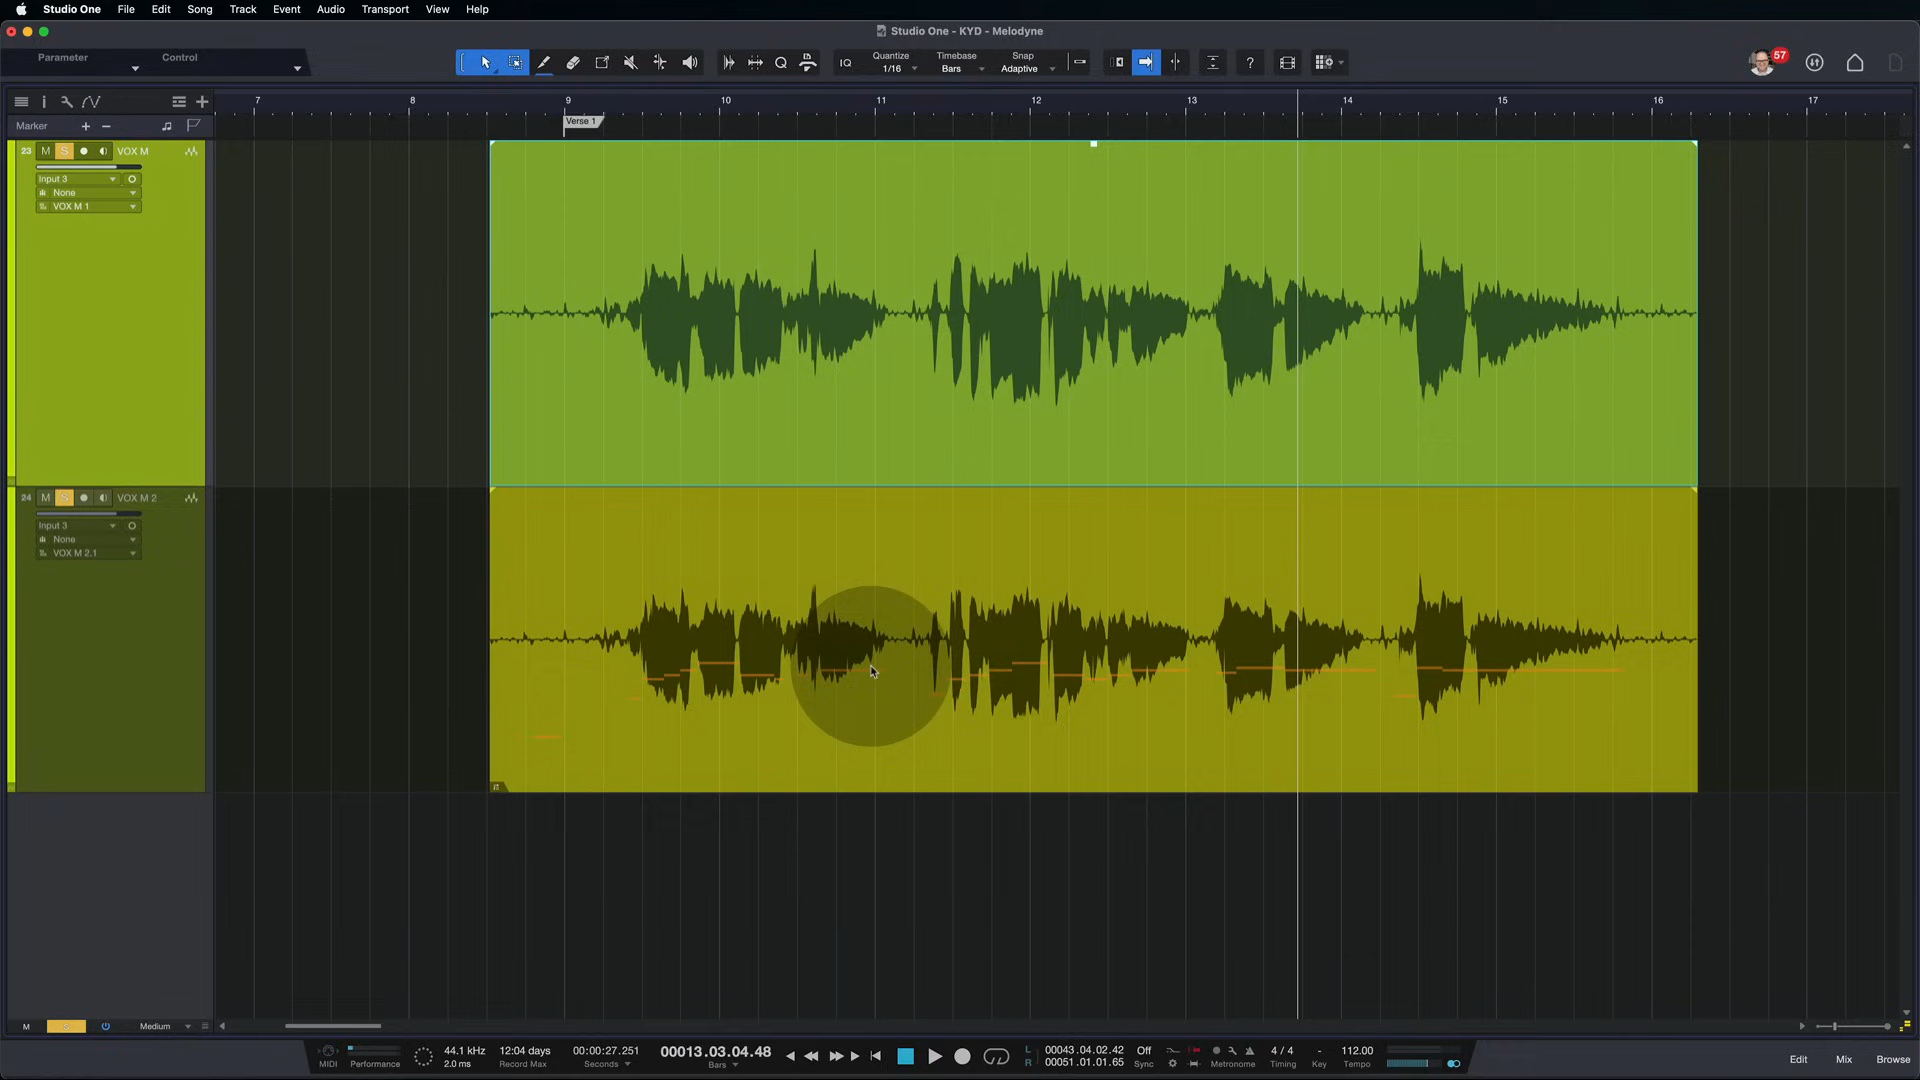 Studio One File Edit Song Track Event Audio Transport View Help
Studio One - KYD - Melodyne
Parameter Control
IQ Quantize Timebase Snap
1/16 Bars Adaptive
57
7 8 9 10 11 12 13 14 15 16 17
Marker
Verse 1
23 M S VOX M
Input 3
None
VOX M 1
24 M S VOX M 2
Input 3
None
VOX M 2.1
M S Medium
MIDI Performance
44.1 kHz
2.0 ms
12:04 days
Record Max
00:00:27.251
Seconds
00013.03.04.48
Bars
L 00043.04.02.42
R 00051.01.01.65
Off
Sync
Metronome
4 / 4
Timing
-
Key
112.00
Tempo
Edit Mix Browse